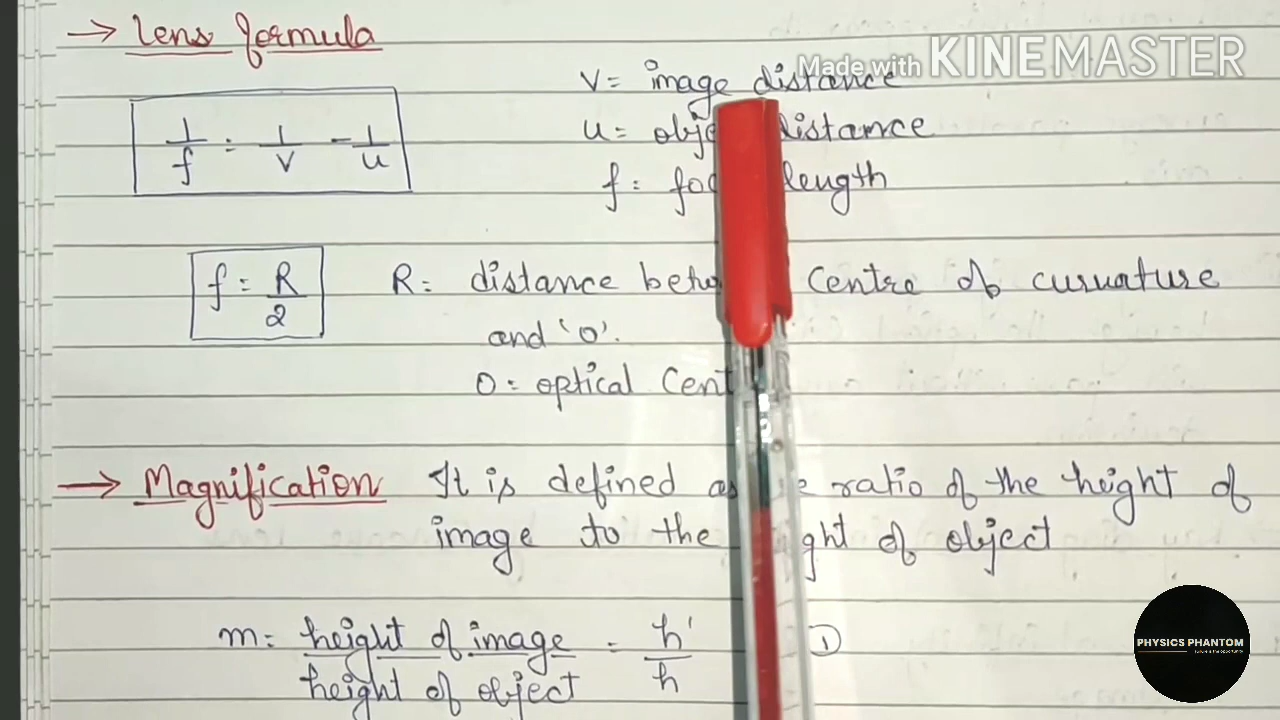 → Lens formula
Made with KINEMASTER
1/f = 1/v - 1/u
v = image distance
u = obje distance
f = foc length
f = R/2
R = distance betw Centre of curvature
and 'O'.
O = optical Cent
→ Magnification It is defined as ratio of the height of
image to the ght of object
m = height of image / height of object = h'/h ①
PHYSICS PHANTOM